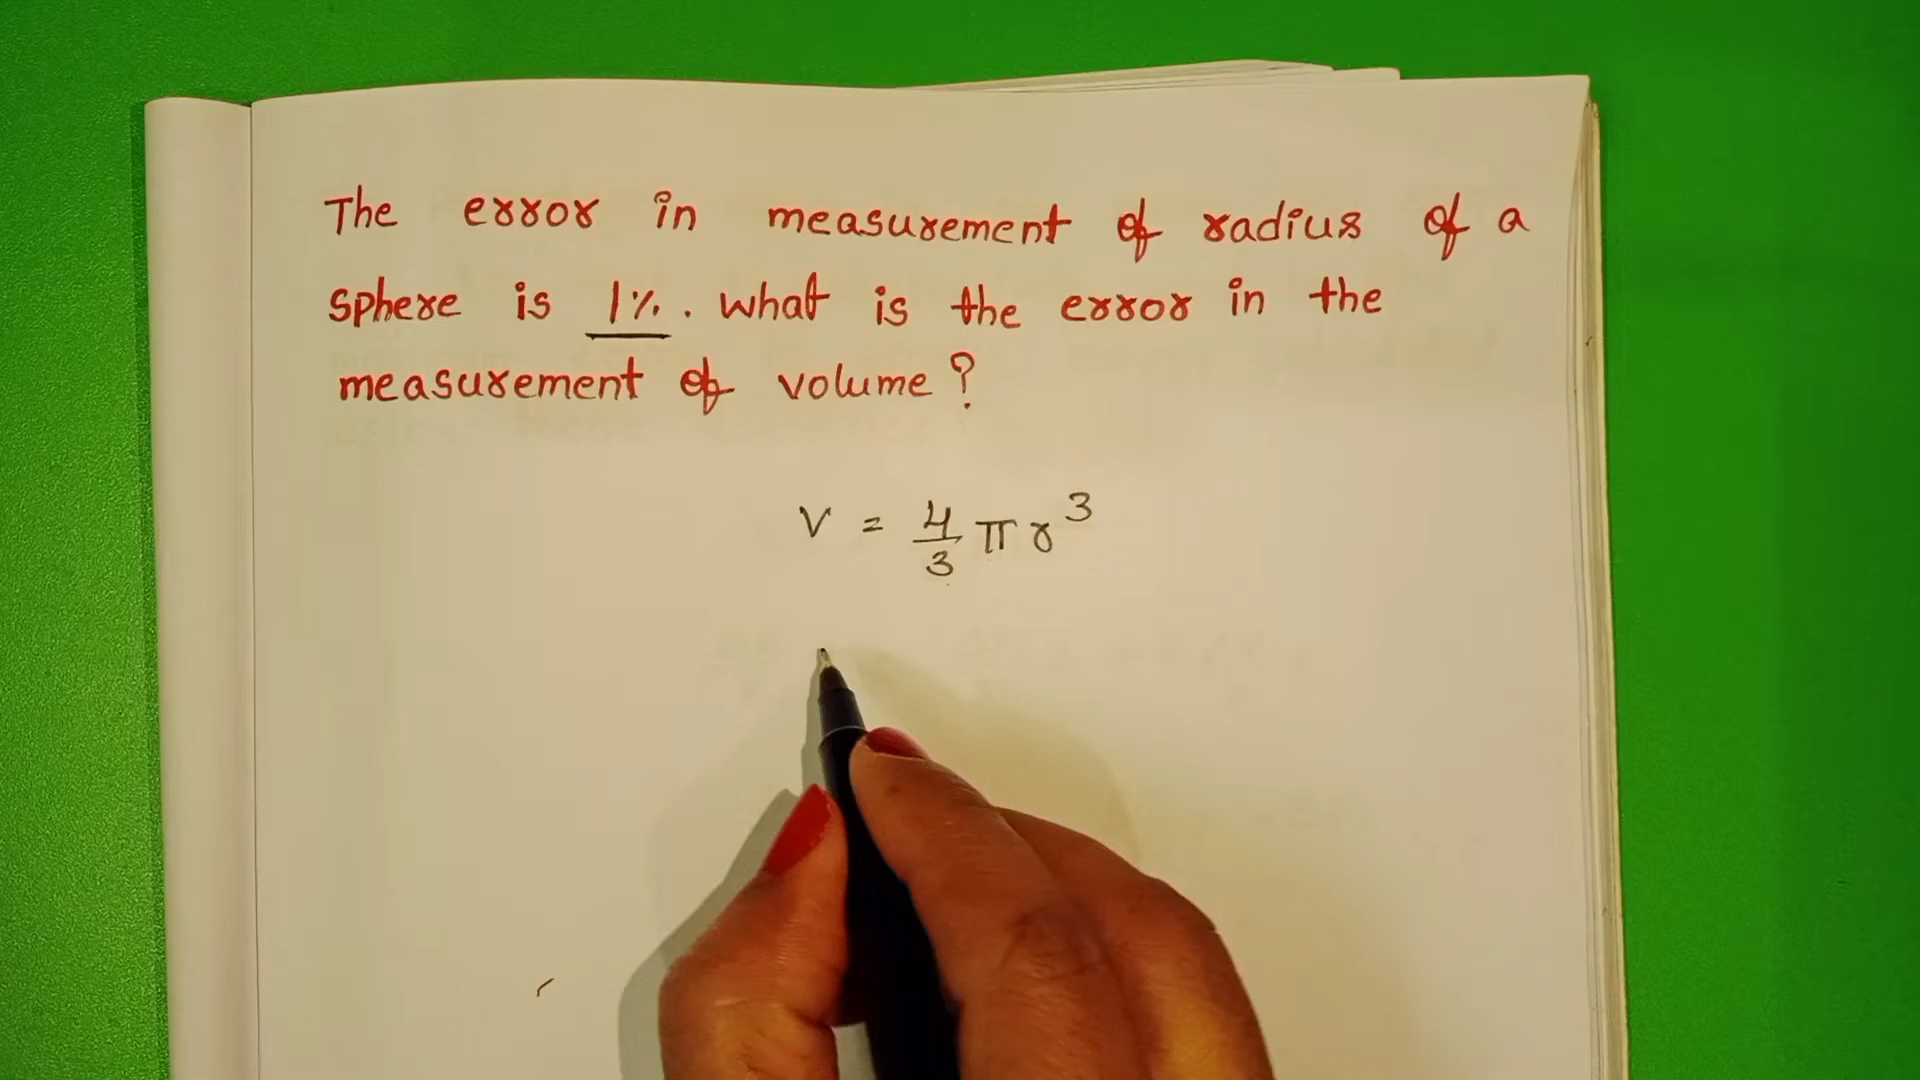 The error in measurement of radius of a
sphere is 1%. what is the error in the
measurement of volume?
V = 4/3 πr³